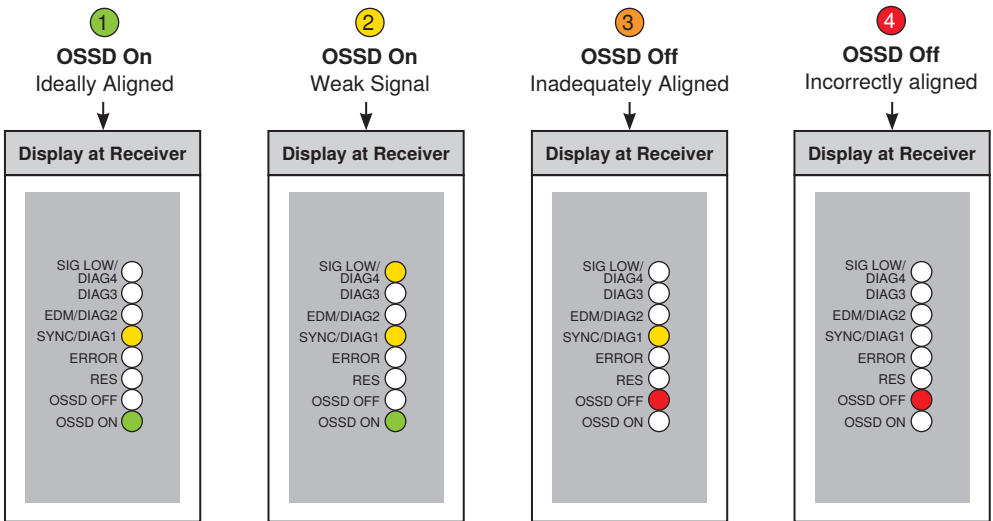 1
OSSD On
Ideally Aligned
Display at Receiver
SIG LOW/
DIAG4
DIAG3
EDM/DIAG2
SYNC/DIAG1
ERROR
RES
OSSD OFF
OSSD ON
2
OSSD On
Weak Signal
Display at Receiver
SIG LOW/
DIAG4
DIAG3
EDM/DIAG2
SYNC/DIAG1
ERROR
RES
OSSD OFF
OSSD ON
3
OSSD Off
Inadequately Aligned
Display at Receiver
SIG LOW/
DIAG4
DIAG3
EDM/DIAG2
SYNC/DIAG1
ERROR
RES
OSSD OFF
OSSD ON
4
OSSD Off
Incorrectly aligned
Display at Receiver
SIG LOW/
DIAG4
DIAG3
EDM/DIAG2
SYNC/DIAG1
ERROR
RES
OSSD OFF
OSSD ON